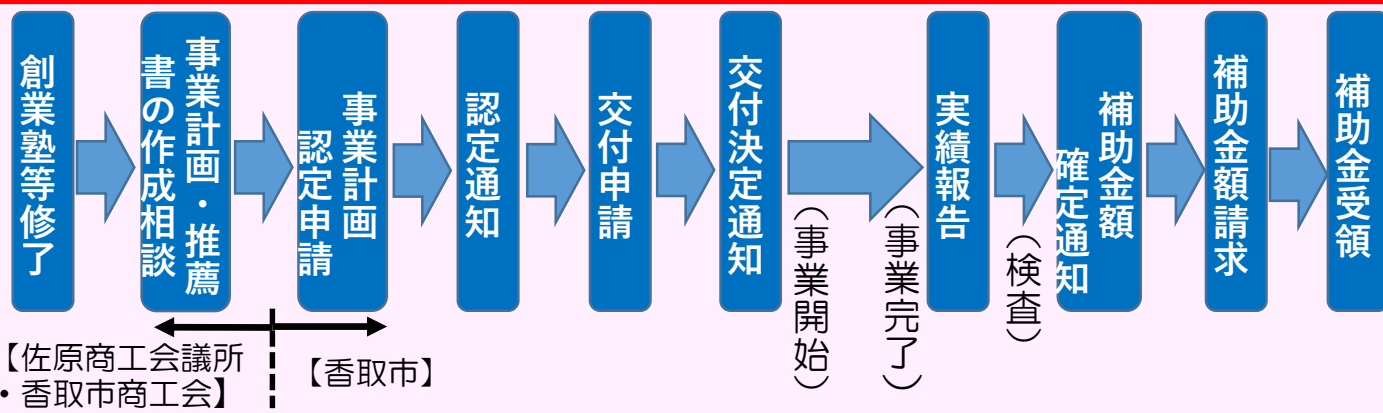 創業塾等修了
事業計画・推薦
書の作成相談
事業計画
認定申請
認定通知
交付申請
交付決定通知
（事業開始）
（事業完了）
実績報告
（検査）
補助金額
確定通知
補助金額請求
補助金受領
【佐原商工会議所
・香取市商工会】
【香取市】